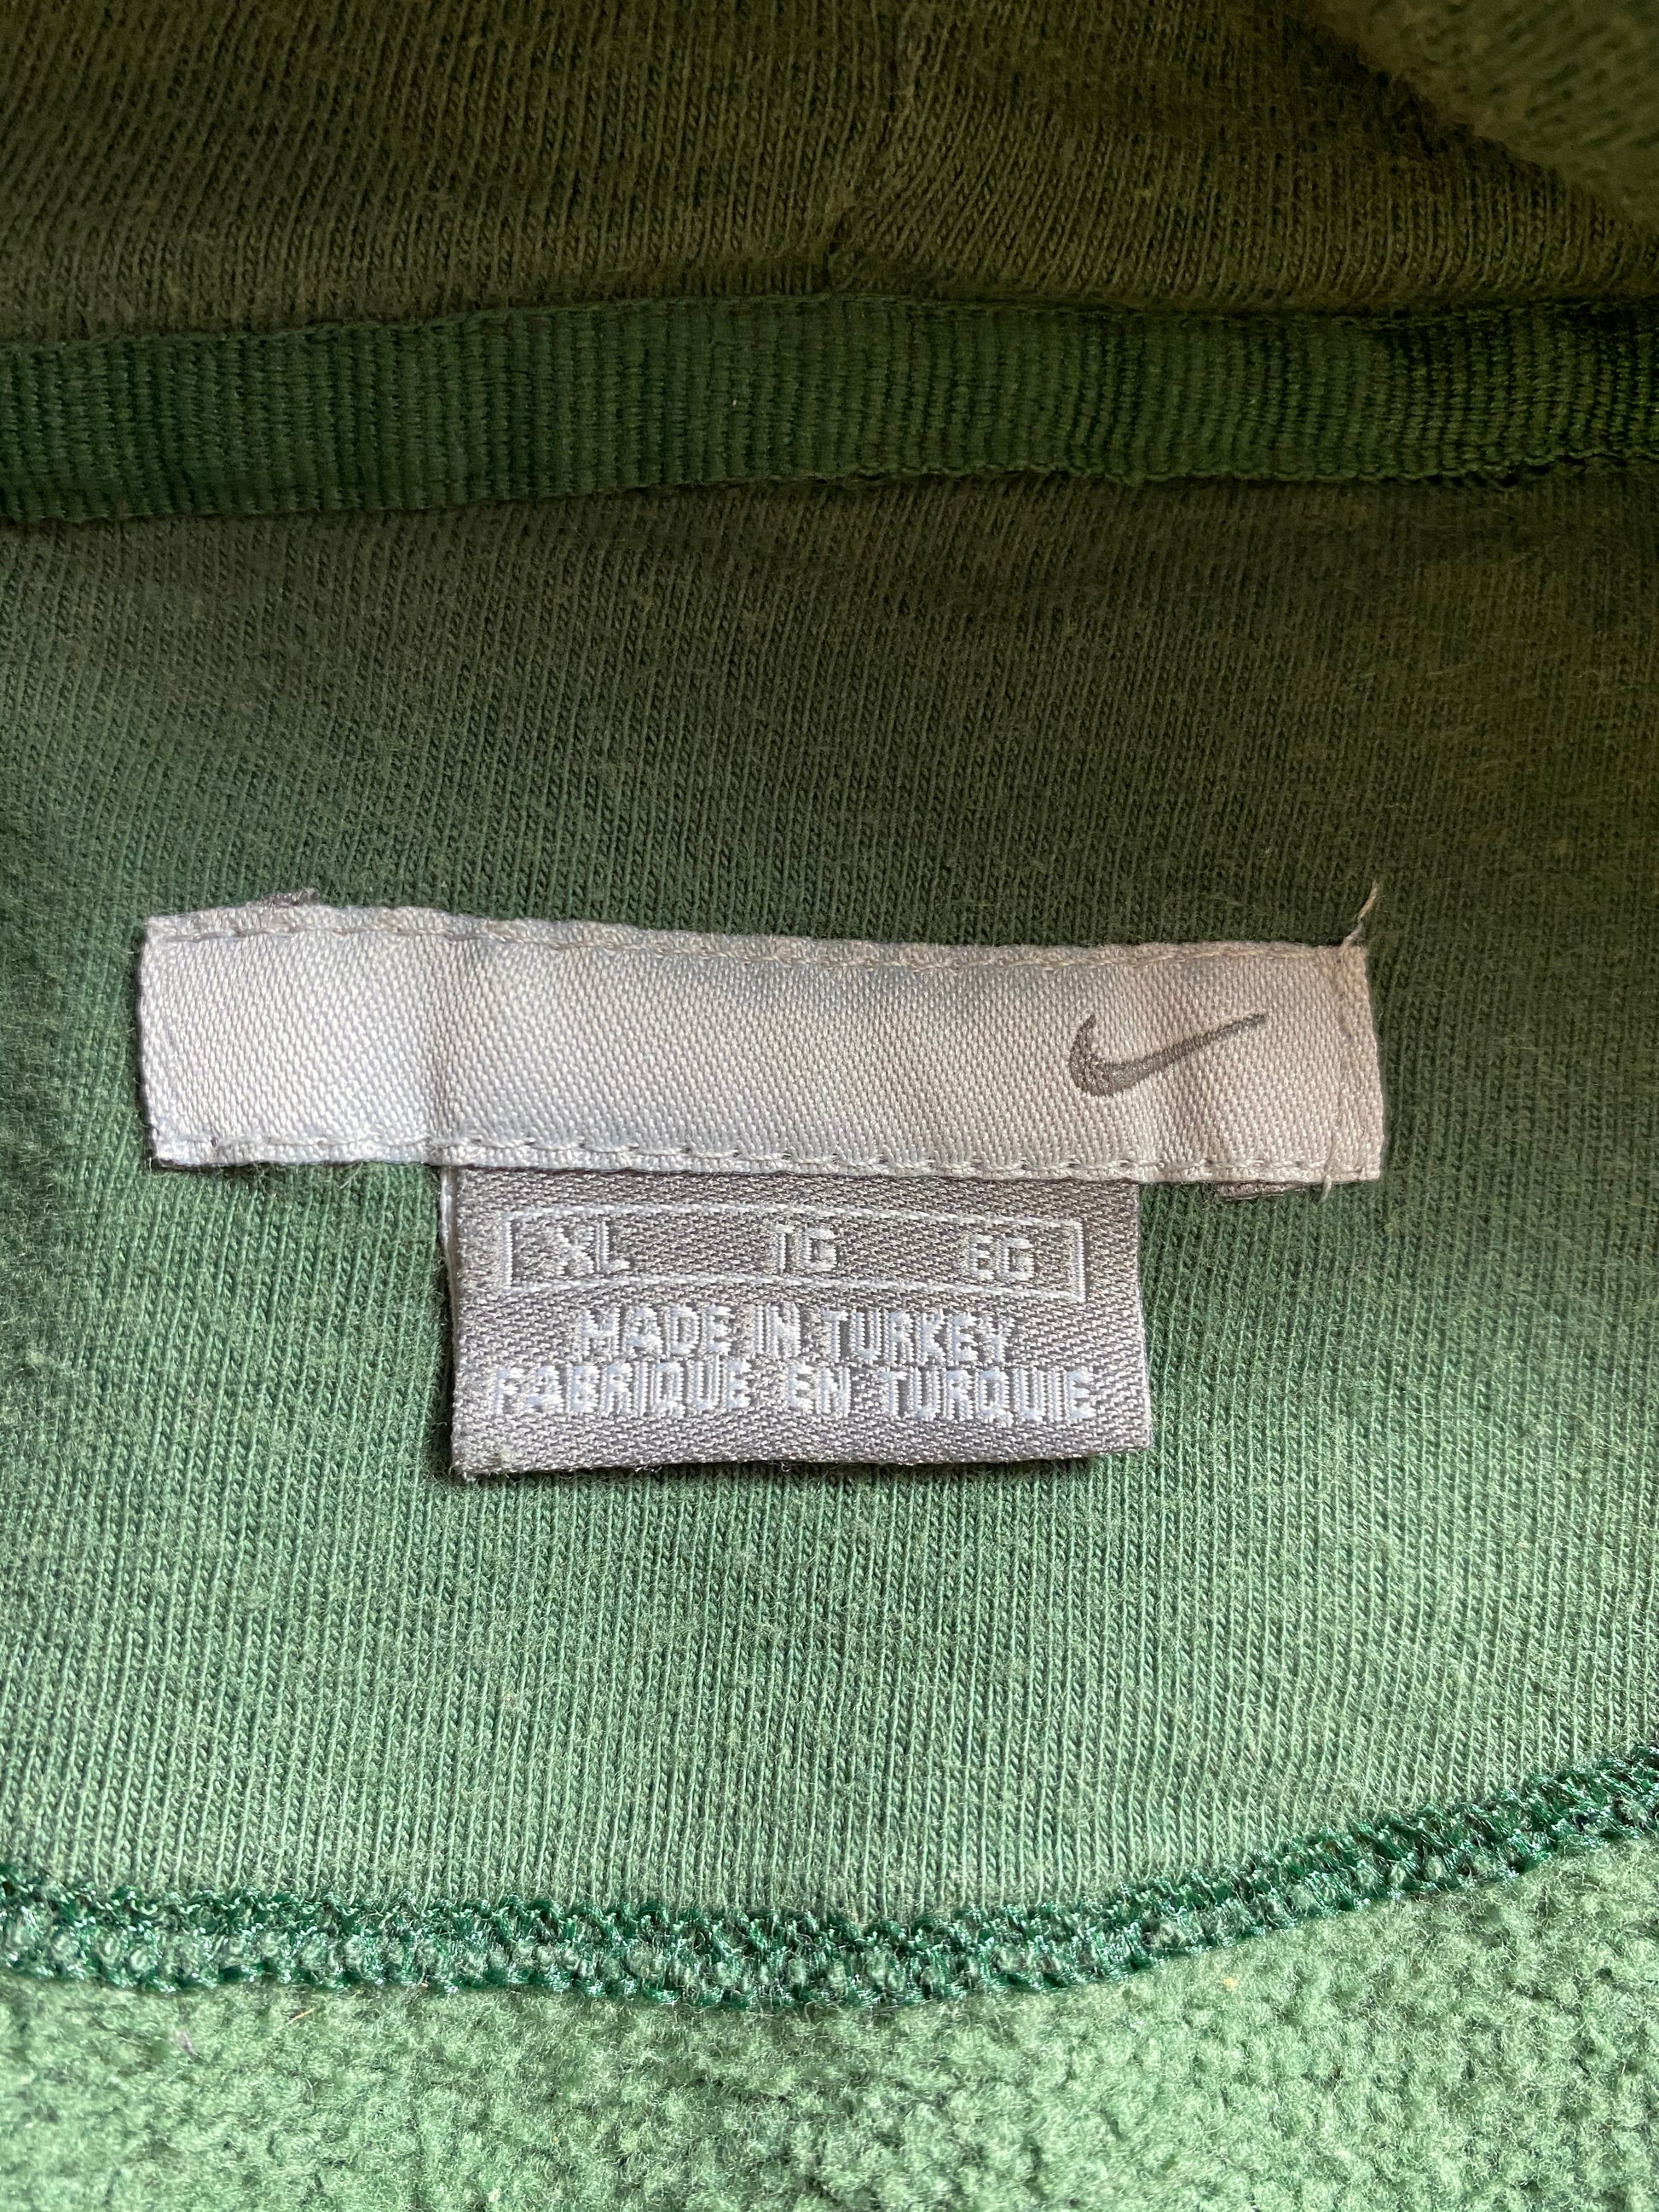 XL TG EG
MADE IN TURKEY
FABRIQUE EN TURQUIE